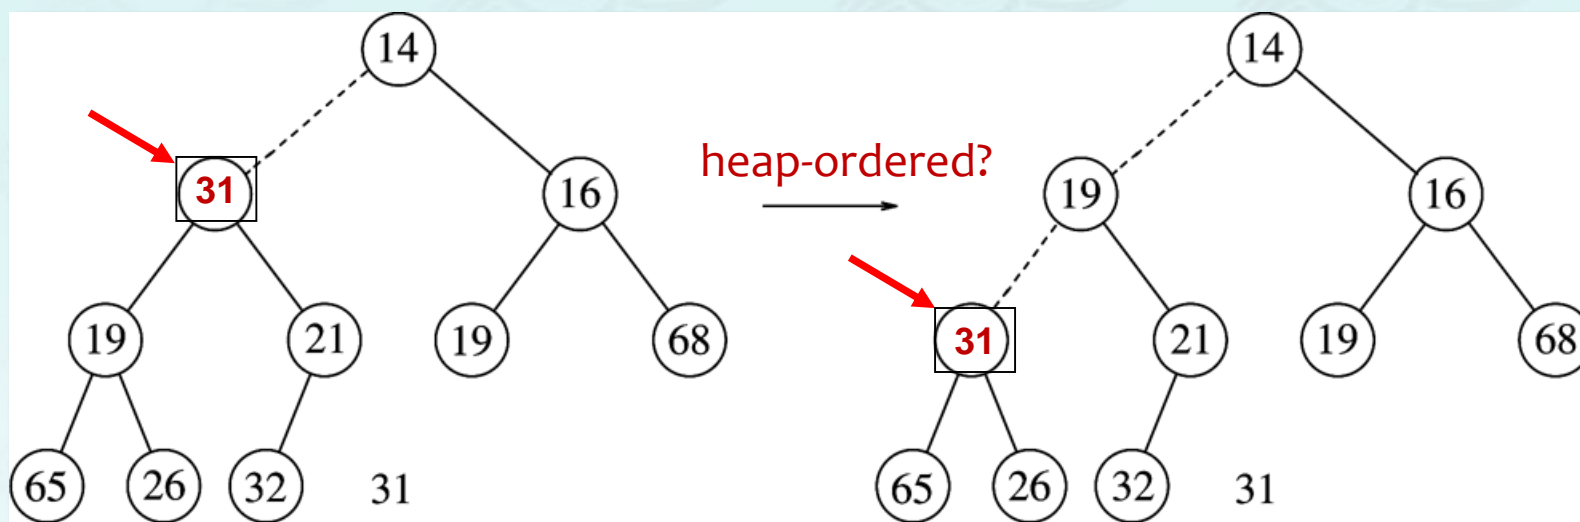 14 14
heap-ordered?
31 16 19 16
19 21 19 68 31 21 19 68
65 26 32 31 65 26 32 31